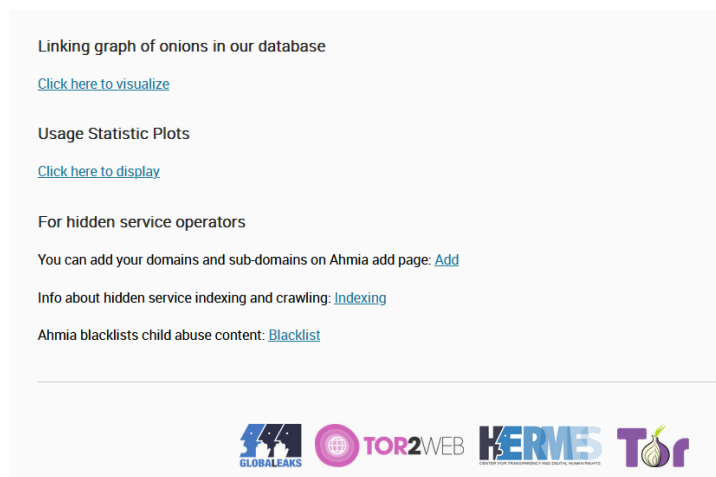 Linking graph of onions in our database
Click here to visualize
Usage Statistic Plots
Click here to display
For hidden service operators
You can add your domains and sub-domains on Ahmia add page: Add
Info about hidden service indexing and crawling: Indexing
Ahmia blacklists child abuse content: Blacklist
GLOBALEAKS
TOR2WEB
HERMES
CENTER FOR TRANSPARENCY AND DIGITAL HUMAN RIGHTS
Tor